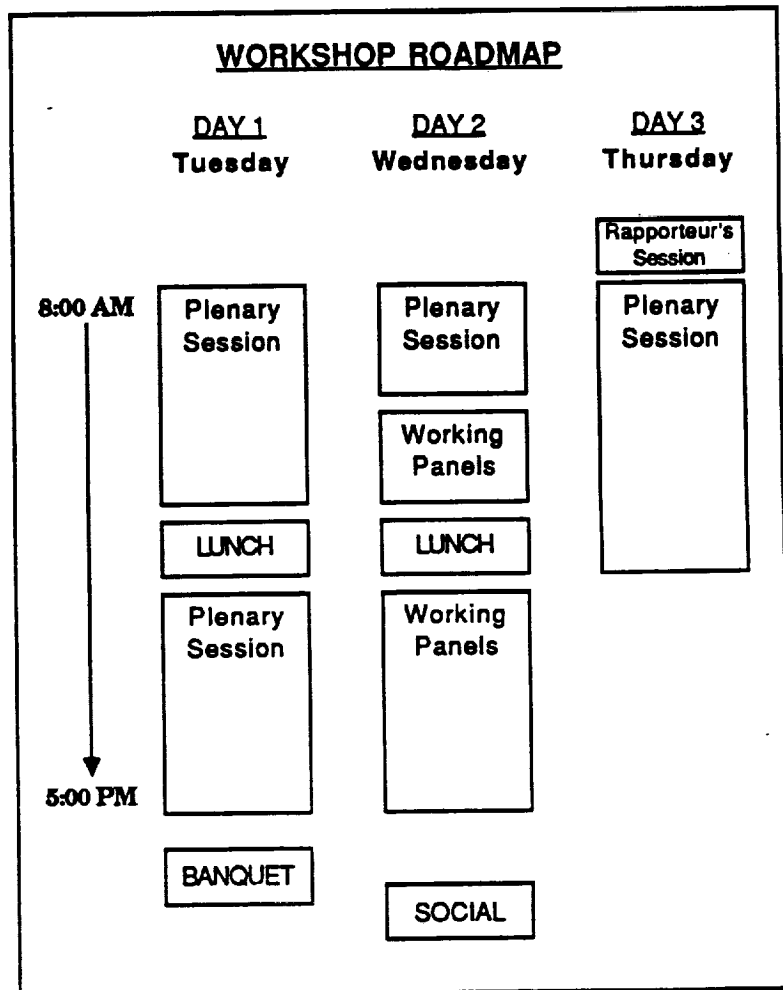 WORKSHOP ROADMAP
DAY 1
Tuesday
DAY 2
Wednesday
DAY 3
Thursday
Rapporteur's
Session
8:00 AM
Plenary
Session
Plenary
Session
Plenary
Session
Working
Panels
LUNCH
LUNCH
Plenary
Session
Working
Panels
5:00 PM
BANQUET
SOCIAL